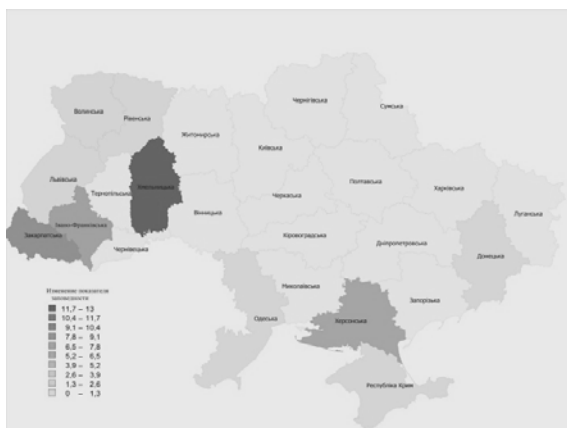 Чернігівська
Сумська
Волинська
Рівненська
Житомирська
Київська
Львівська
Тернопільська
Хмельницька
Полтавська
Харківська
Черкаська
Луганська
Вінницька
Івано-Франківська
Закарпатська
Чернівецька
Кіровоградська
Дніпропетровська
Донецька
Миколаївська
Запорізька
Одеська
Херсонська
Республіка Крим
Изменение показателя
заповедности
11,7 – 13
10,4 – 11,7
9,1 – 10,4
7,8 – 9,1
6,5 – 7,8
5,2 – 6,5
3,9 – 5,2
2,6 – 3,9
1,3 – 2,6
0 – 1,3